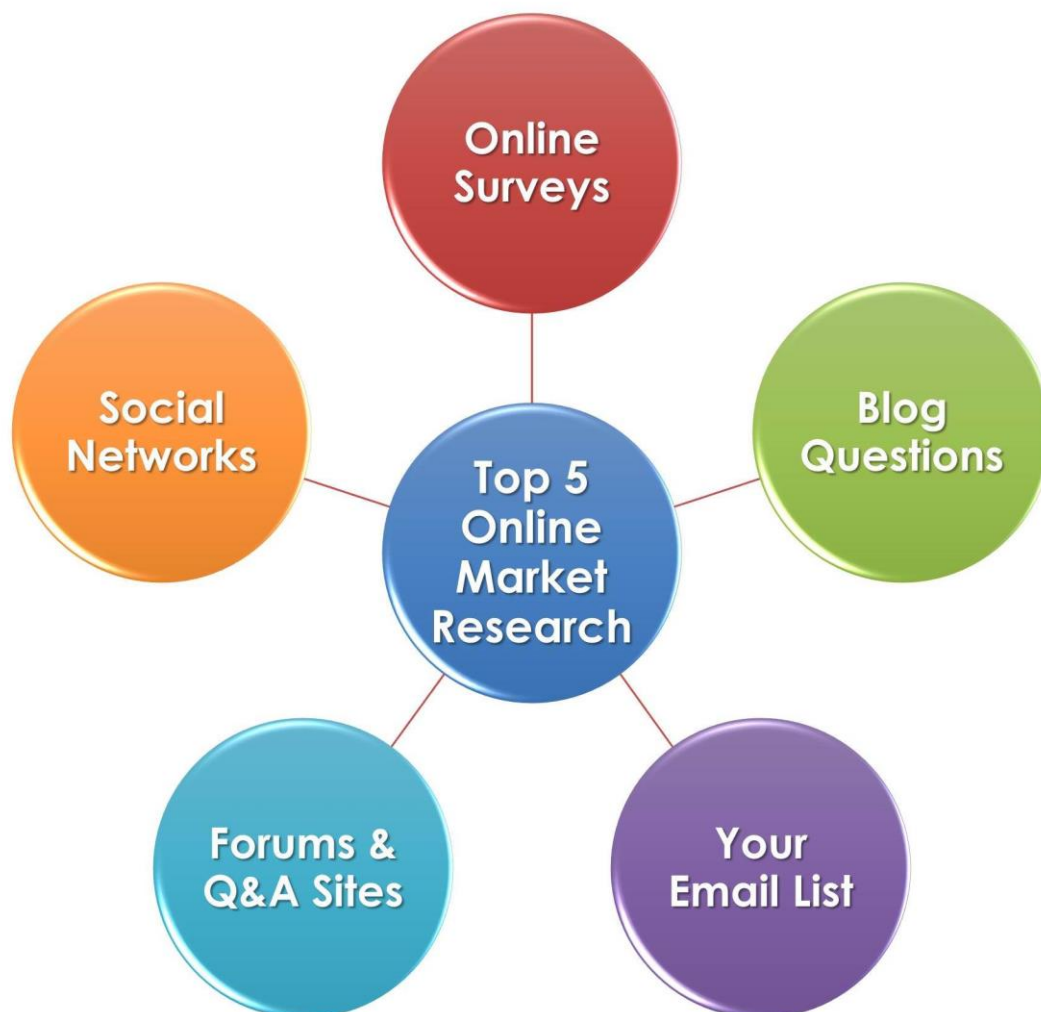 Online
Surveys
Social
Networks
Blog
Questions
Top 5
Online
Market
Research
Forums &
Q&A Sites
Your
Email List